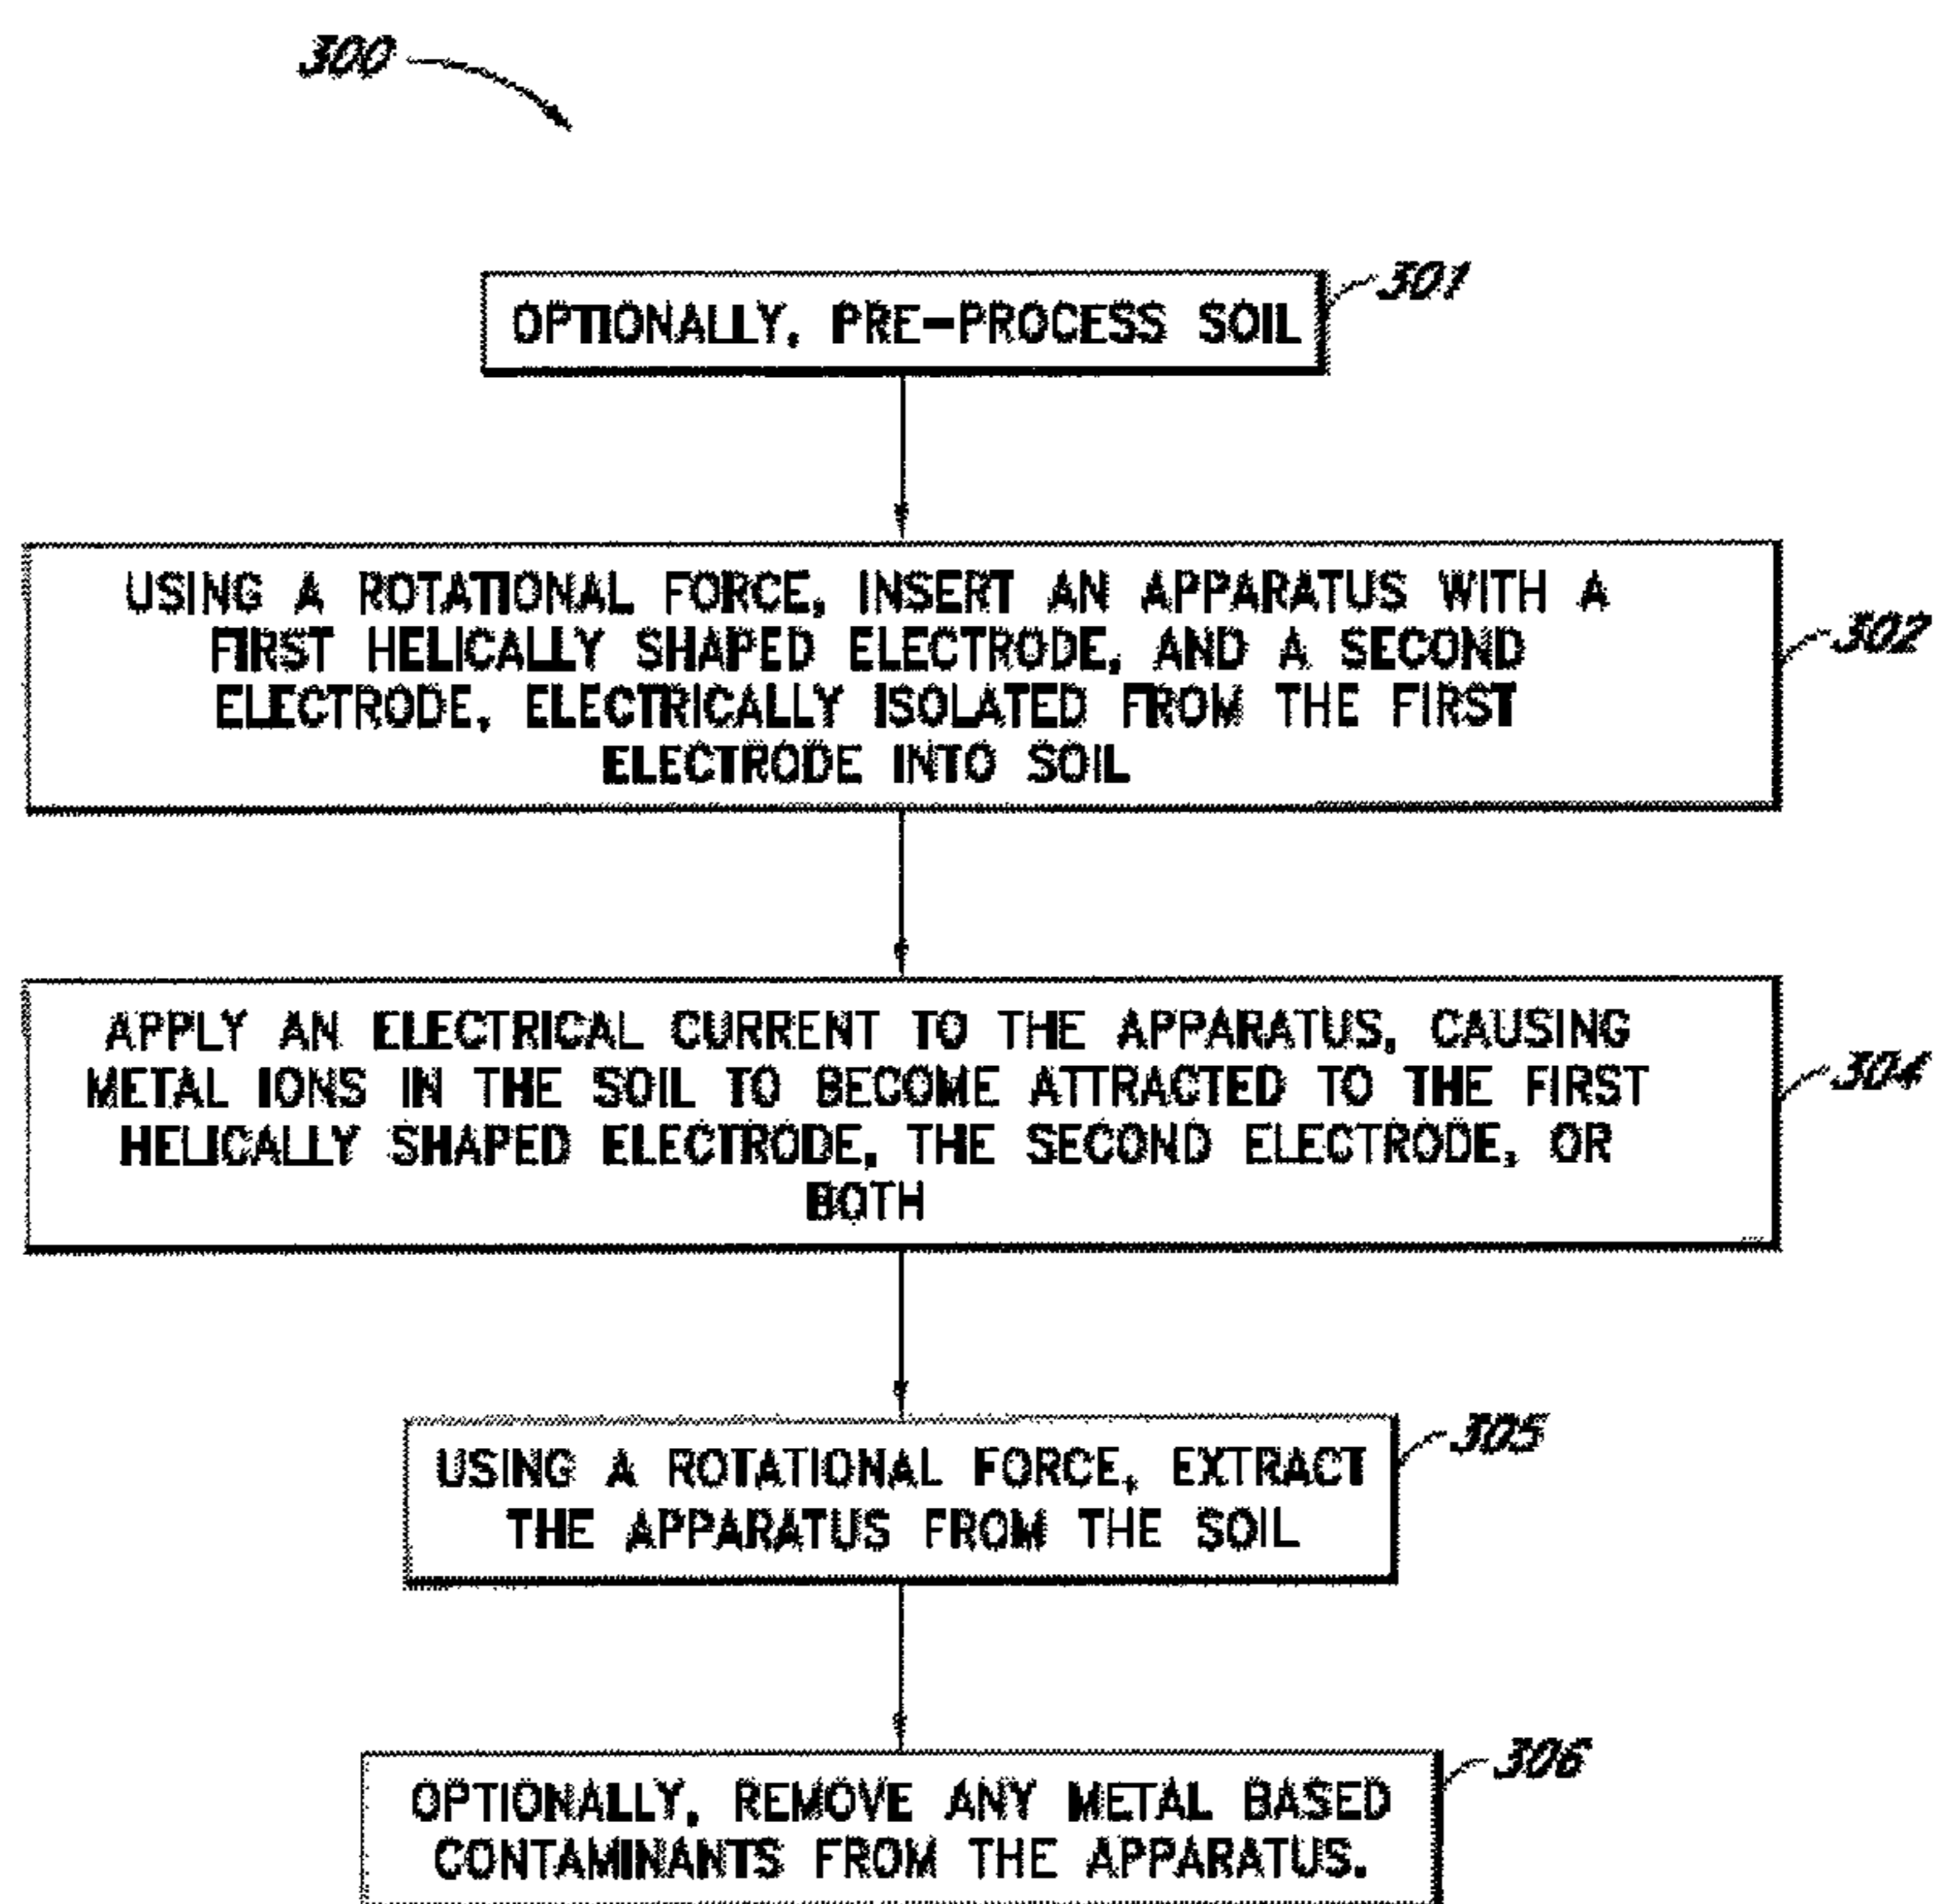 300
301
OPTIONALLY, PRE-PROCESS SOIL
302
USING A ROTATIONAL FORCE, INSERT AN APPARATUS WITH A
FIRST HELICALLY SHAPED ELECTRODE, AND A SECOND
ELECTRODE, ELECTRICALLY ISOLATED FROM THE FIRST
ELECTRODE INTO SOIL
304
APPLY AN ELECTRICAL CURRENT TO THE APPARATUS, CAUSING
METAL IONS IN THE SOIL TO BECOME ATTRACTED TO THE FIRST
HELICALLY SHAPED ELECTRODE, THE SECOND ELECTRODE, OR
BOTH
305
USING A ROTATIONAL FORCE, EXTRACT
THE APPARATUS FROM THE SOIL
306
OPTIONALLY, REMOVE ANY METAL BASED
CONTAMINANTS FROM THE APPARATUS.